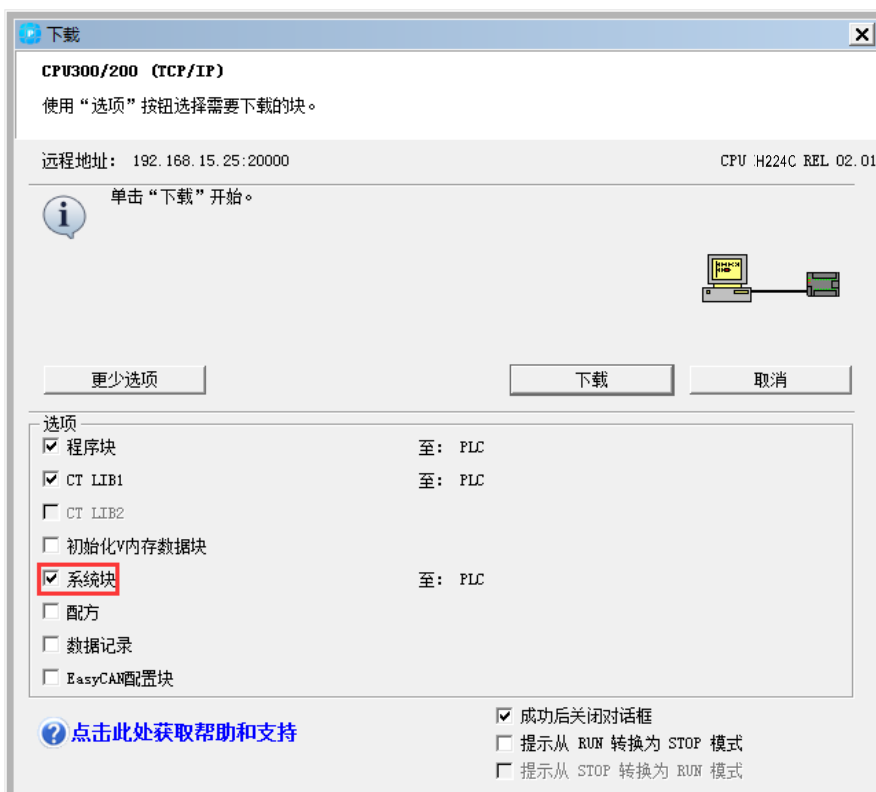 下载
CPU300/200 (TCP/IP)
使用“选项”按钮选择需要下载的块。
远程地址： 192.168.15.25:20000
CPU H224C REL 02.01
单击“下载”开始。
更少选项
下载
取消
选项
程序块 至： PLC
CT LIB1 至： PLC
CT LIB2
初始化V内存数据块
系统块 至： PLC
配方
数据记录
EasyCAN配置块
点击此处获取帮助和支持
成功后关闭对话框
提示从 RUN 转换为 STOP 模式
提示从 STOP 转换为 RUN 模式